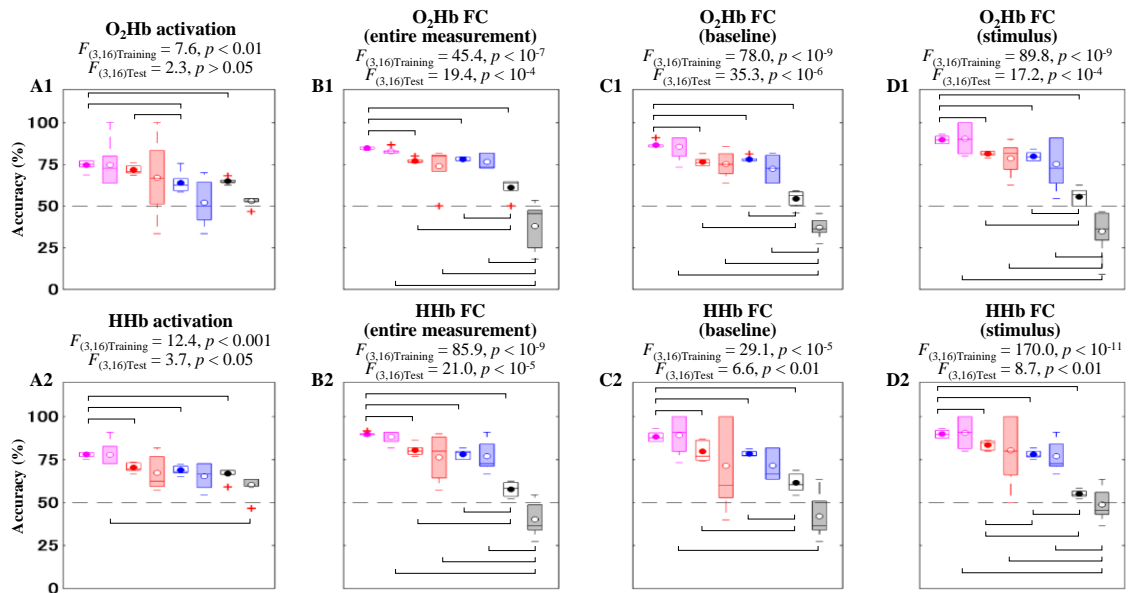 O₂Hb activation
F(3,16)Training = 7.6, p < 0.01
F(3,16)Test = 2.3, p > 0.05
O₂Hb FC
(entire measurement)
F(3,16)Training = 45.4, p < 10⁻⁷
F(3,16)Test = 19.4, p < 10⁻⁴
O₂Hb FC
(baseline)
F(3,16)Training = 78.0, p < 10⁻⁹
F(3,16)Test = 35.3, p < 10⁻⁶
O₂Hb FC
(stimulus)
F(3,16)Training = 89.8, p < 10⁻⁹
F(3,16)Test = 17.2, p < 10⁻⁴
A1
B1
C1
D1
Accuracy (%)
100
75
50
25
0
HHb activation
F(3,16)Training = 12.4, p < 0.001
F(3,16)Test = 3.7, p < 0.05
HHb FC
(entire measurement)
F(3,16)Training = 85.9, p < 10⁻⁹
F(3,16)Test = 21.0, p < 10⁻⁵
HHb FC
(baseline)
F(3,16)Training = 29.1, p < 10⁻⁵
F(3,16)Test = 6.6, p < 0.01
HHb FC
(stimulus)
F(3,16)Training = 170.0, p < 10⁻¹¹
F(3,16)Test = 8.7, p < 0.01
A2
B2
C2
D2
Accuracy (%)
100
75
50
25
0